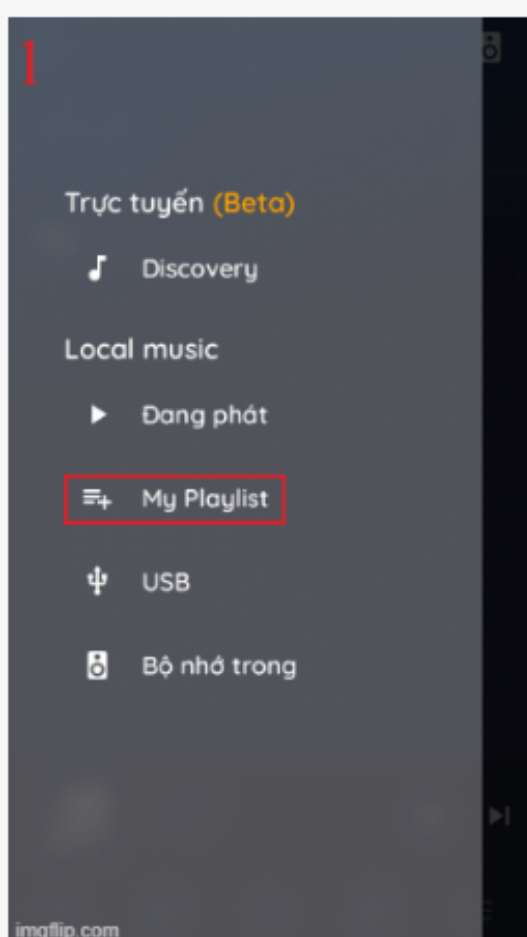 1
Trực tuyến (Beta)
Discovery
Local music
Đang phát
My Playlist
USB
Bộ nhớ trong
imgflip.com